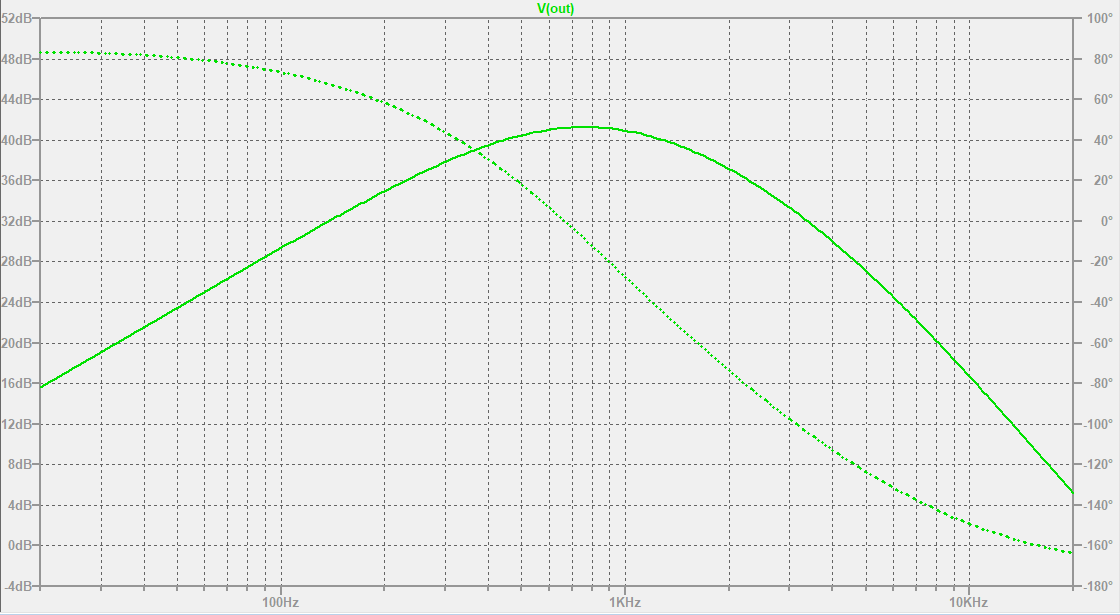 V(out)
52dB 100°
48dB 80°
44dB 60°
40dB 40°
36dB 20°
32dB 0°
28dB -20°
24dB -40°
20dB -60°
16dB -80°
12dB -100°
8dB -120°
4dB -140°
0dB -160°
-4dB -180°
100Hz 1KHz 10KHz